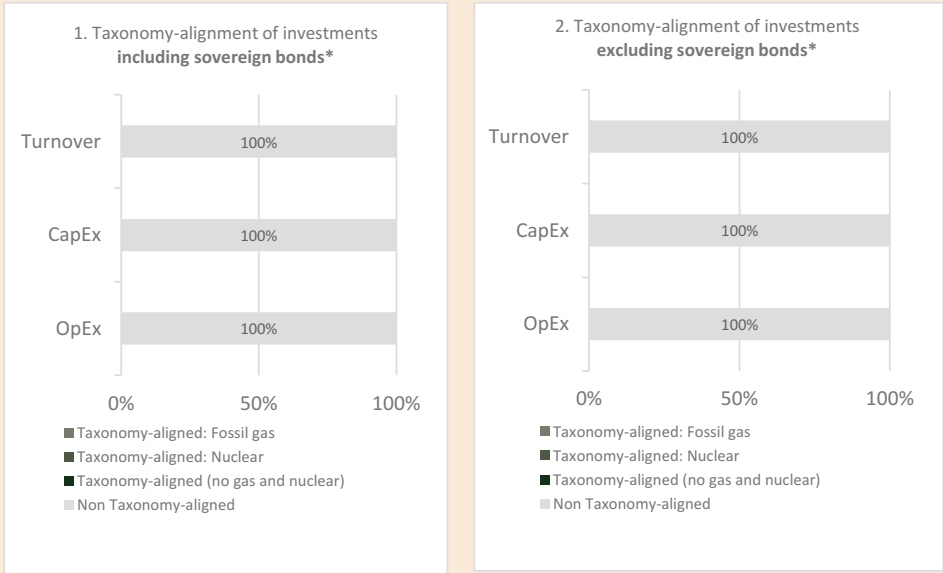 1. Taxonomy-alignment of investments
including sovereign bonds*
Turnover
100%
CapEx
100%
OpEx
100%
0%
50%
100%
Taxonomy-aligned: Fossil gas
Taxonomy-aligned: Nuclear
Taxonomy-aligned (no gas and nuclear)
Non Taxonomy-aligned
2. Taxonomy-alignment of investments
excluding sovereign bonds*
Turnover
100%
CapEx
100%
OpEx
100%
0%
50%
100%
Taxonomy-aligned: Fossil gas
Taxonomy-aligned: Nuclear
Taxonomy-aligned (no gas and nuclear)
Non Taxonomy-aligned